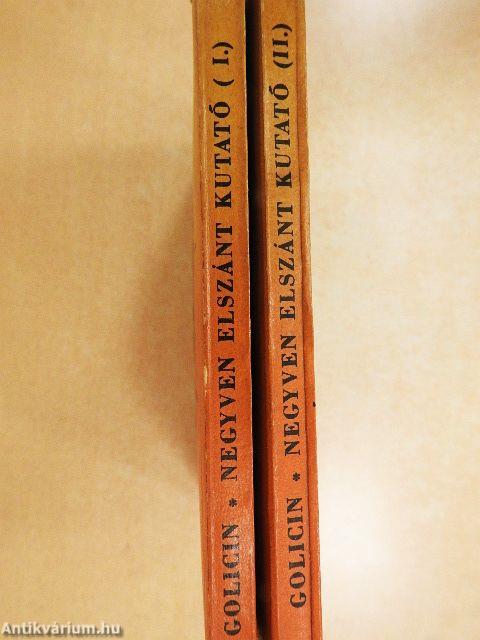 GOLICIN * NEGYVEN ELSZÁNT KUTATÓ ( I.)
GOLICIN * NEGYVEN ELSZÁNT KUTATÓ (II.)
Antikvárium.hu